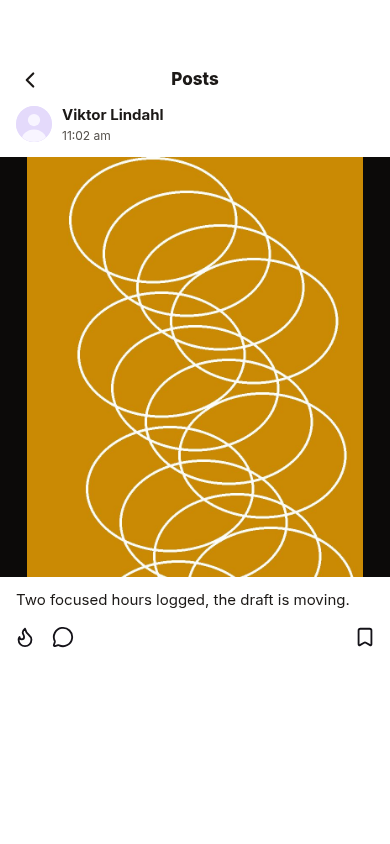 Posts
Viktor Lindahl
11:02 am
Two focused hours logged, the draft is moving.